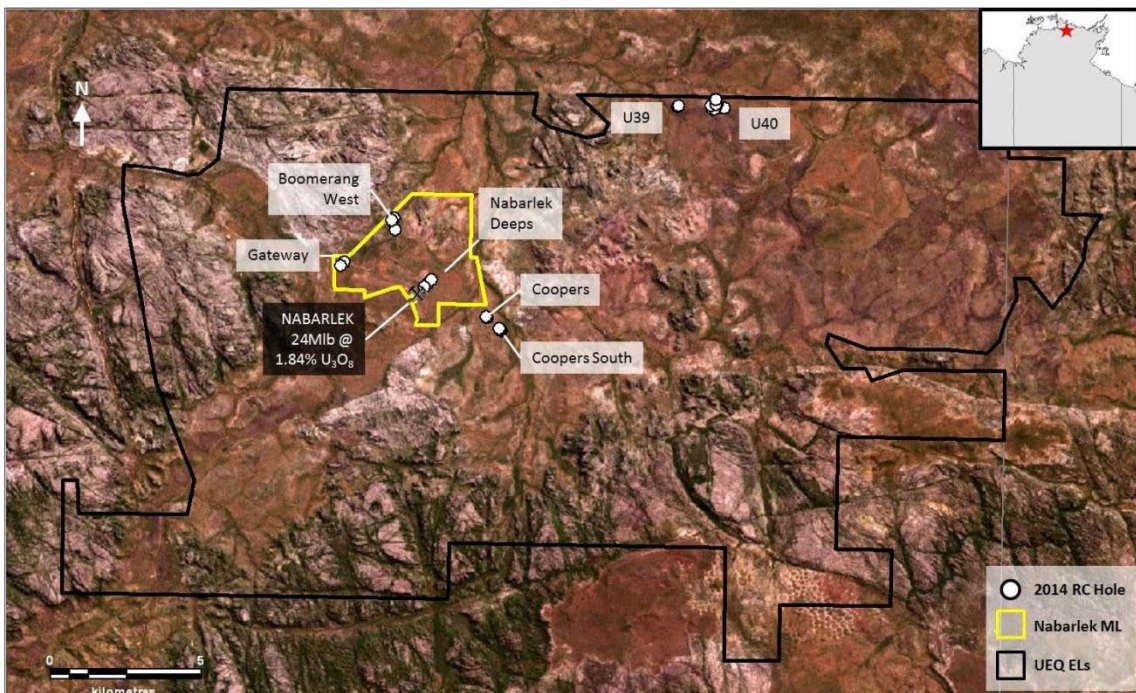 N
U39
U40
Boomerang
West
Nabarlek
Deeps
Gateway
Coopers
NABARLEK
24Mlb @
1.84% U₃O₈
Coopers South
2014 RC Hole
Nabarlek ML
UEQ ELs
0
5
kilometres